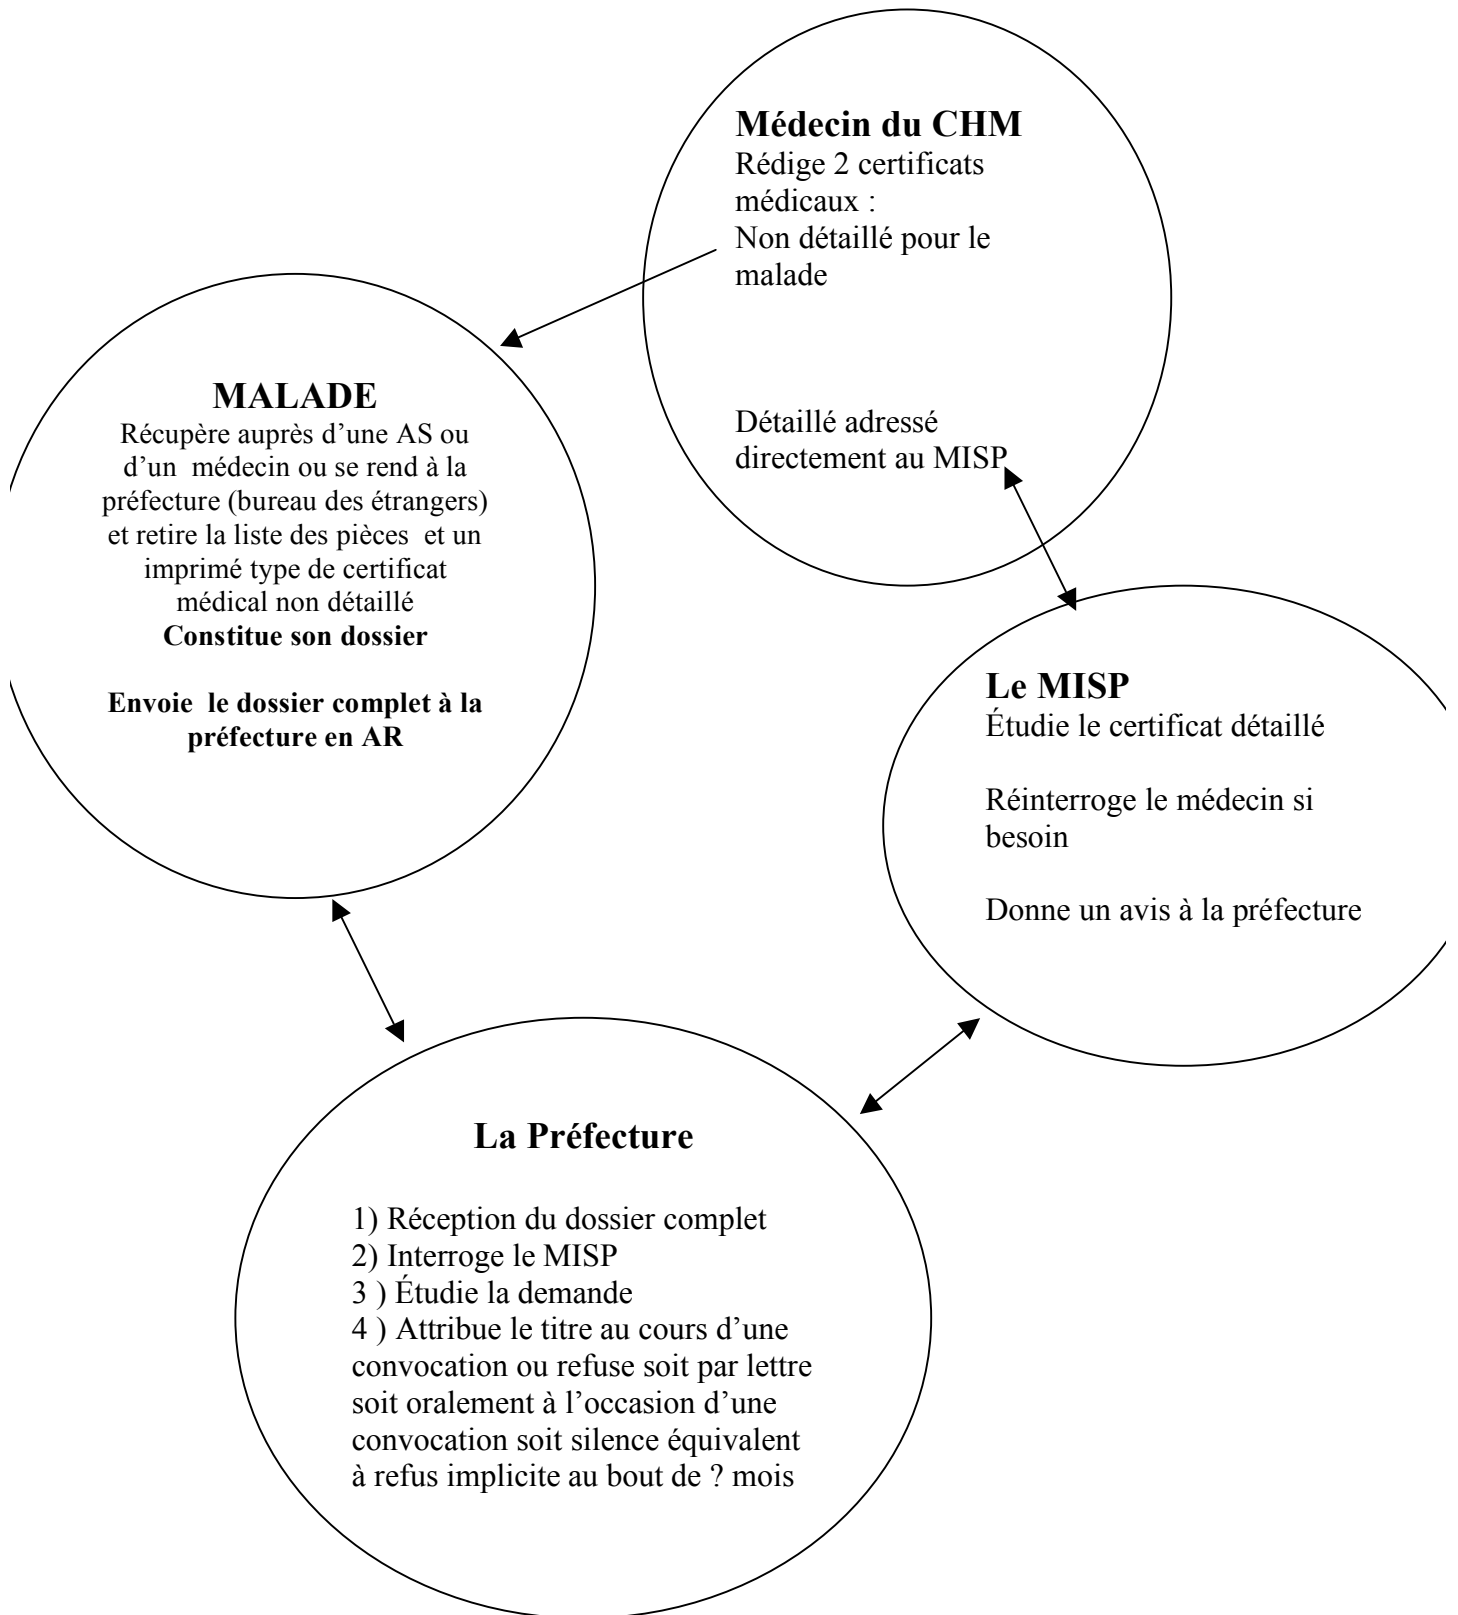 Médecin du CHM
Rédige 2 certificats
médicaux :
Non détaillé pour le
malade
Détaillé adressé
directement au MISP
MALADE
Récupère auprès d’une AS ou
d’un  médecin ou se rend à la
préfecture (bureau des étrangers)
et retire la liste des pièces  et un
imprimé type de certificat
médical non détaillé
Constitue son dossier
Envoie  le dossier complet à la
préfecture en AR
Le MISP
Étudie le certificat détaillé
Réinterroge le médecin si
besoin
Donne un avis à la préfecture
La Préfecture
1) Réception du dossier complet
2) Interroge le MISP
3 ) Étudie la demande
4 ) Attribue le titre au cours d’une
convocation ou refuse soit par lettre
soit oralement à l’occasion d’une
convocation soit silence équivalent
à refus implicite au bout de ? mois